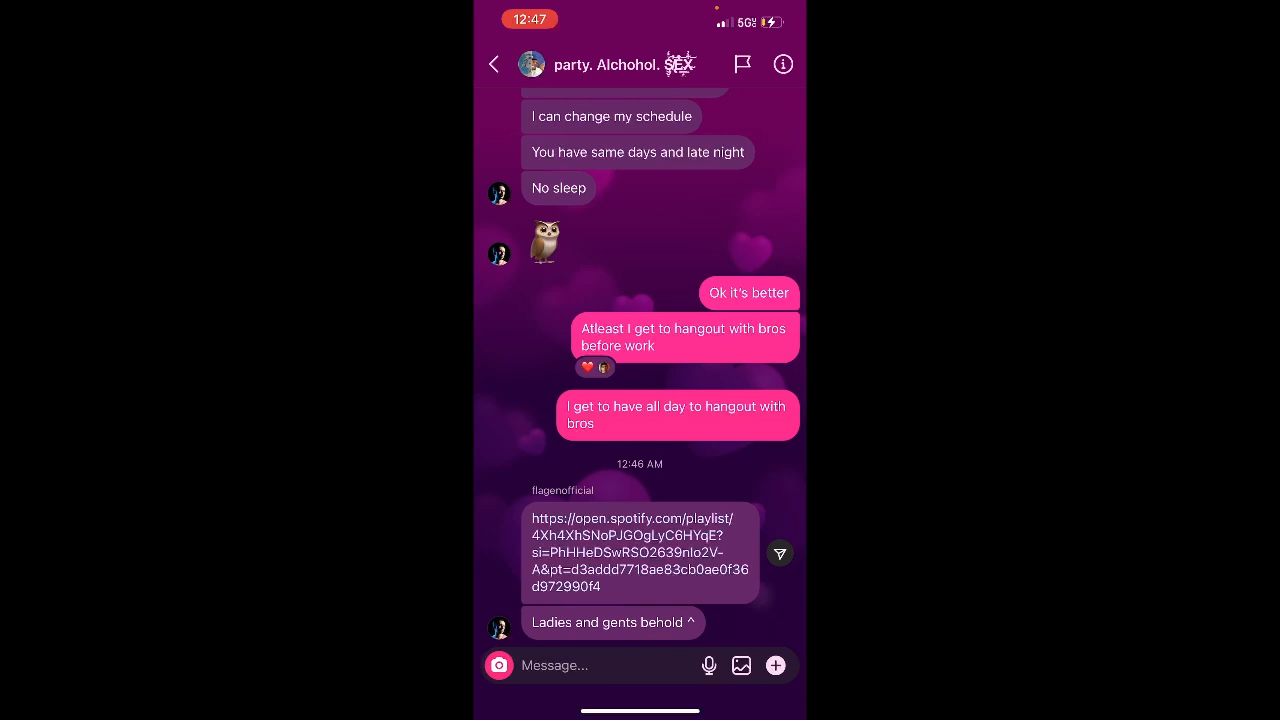 12:47
5G
party. Alchohol. SEX
I can change my schedule
You have same days and late night
No sleep
Ok it's better
Atleast I get to hangout with bros
before work
I get to have all day to hangout with
bros
12:46 AM
flagenofficial
https://open.spotify.com/playlist/
4Xh4XhSNoPJGOgLyC6HYqE?
si=PhHHeDSwRSO2639nIo2V-
A&pt=d3addd7718ae83cb0ae0f36
d972990f4
Ladies and gents behold ^
Message...